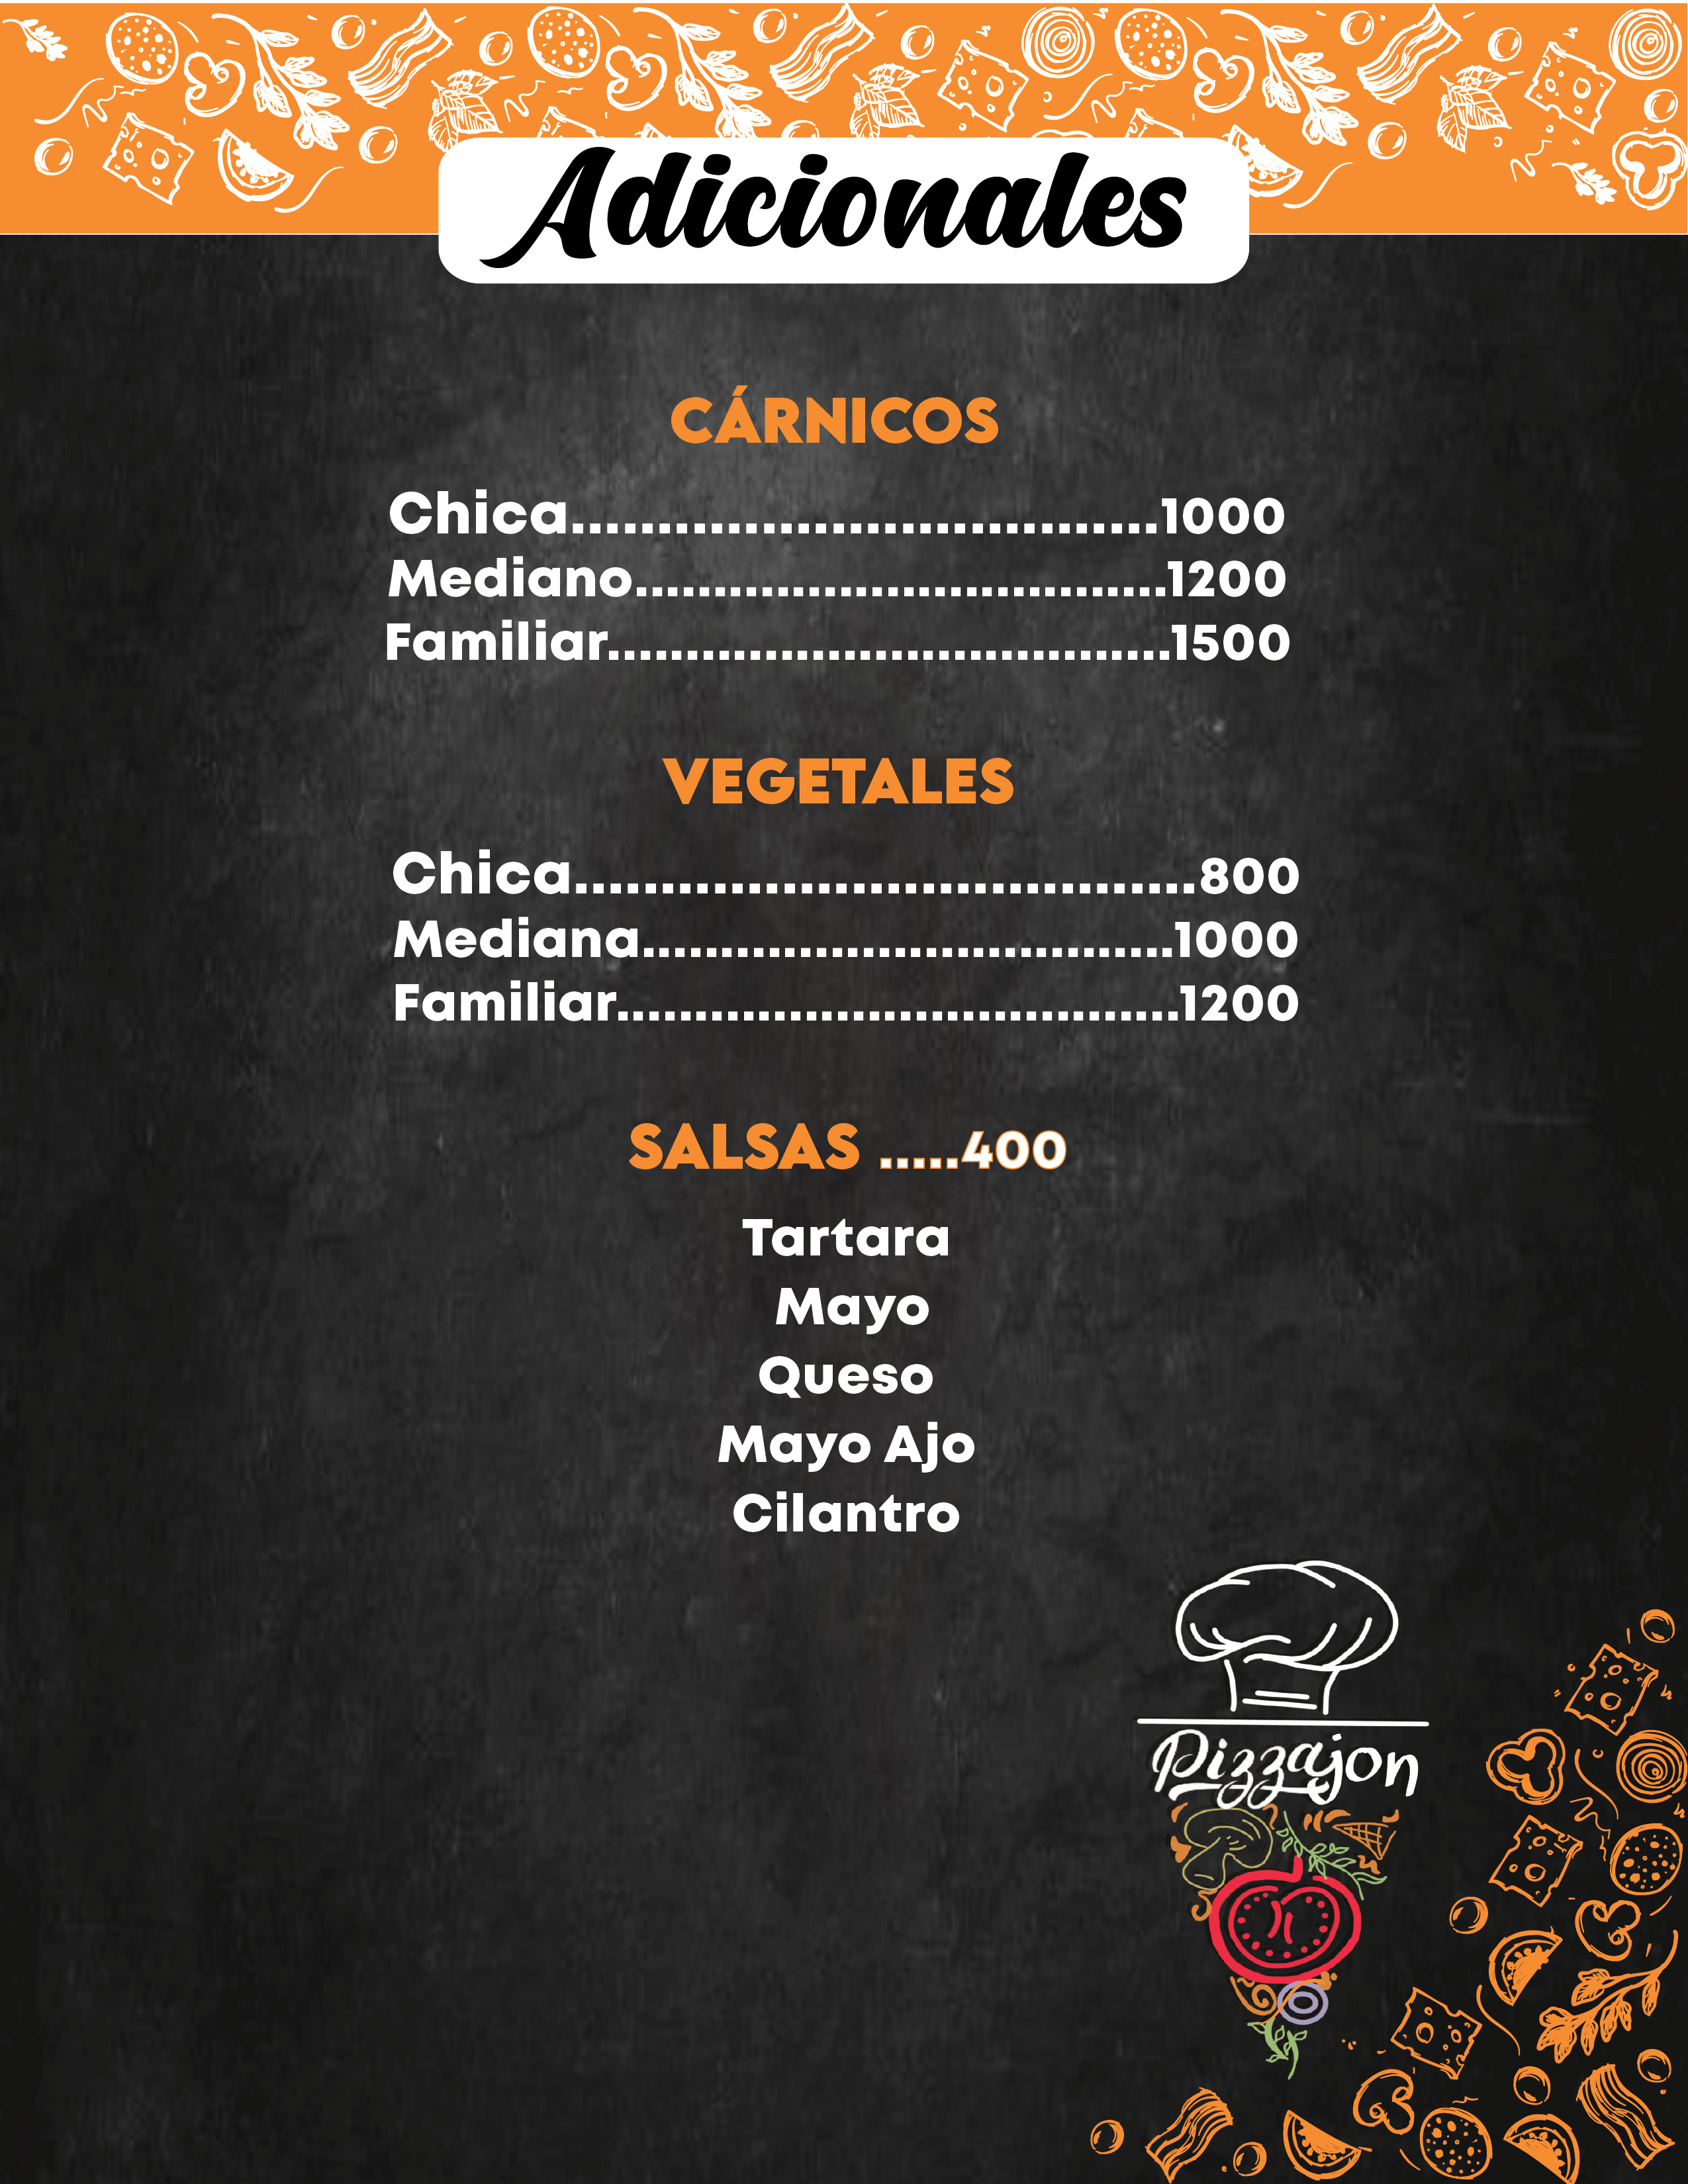 Adicionales
CÁRNICOS
Chica..................................1000
Mediano..................................1200
Familiar....................................1500
VEGETALES
Chica....................................800
Mediana..................................1000
Familiar....................................1200
SALSAS .....400
Tartara
Mayo
Queso
Mayo Ajo
Cilantro
Pizzajon